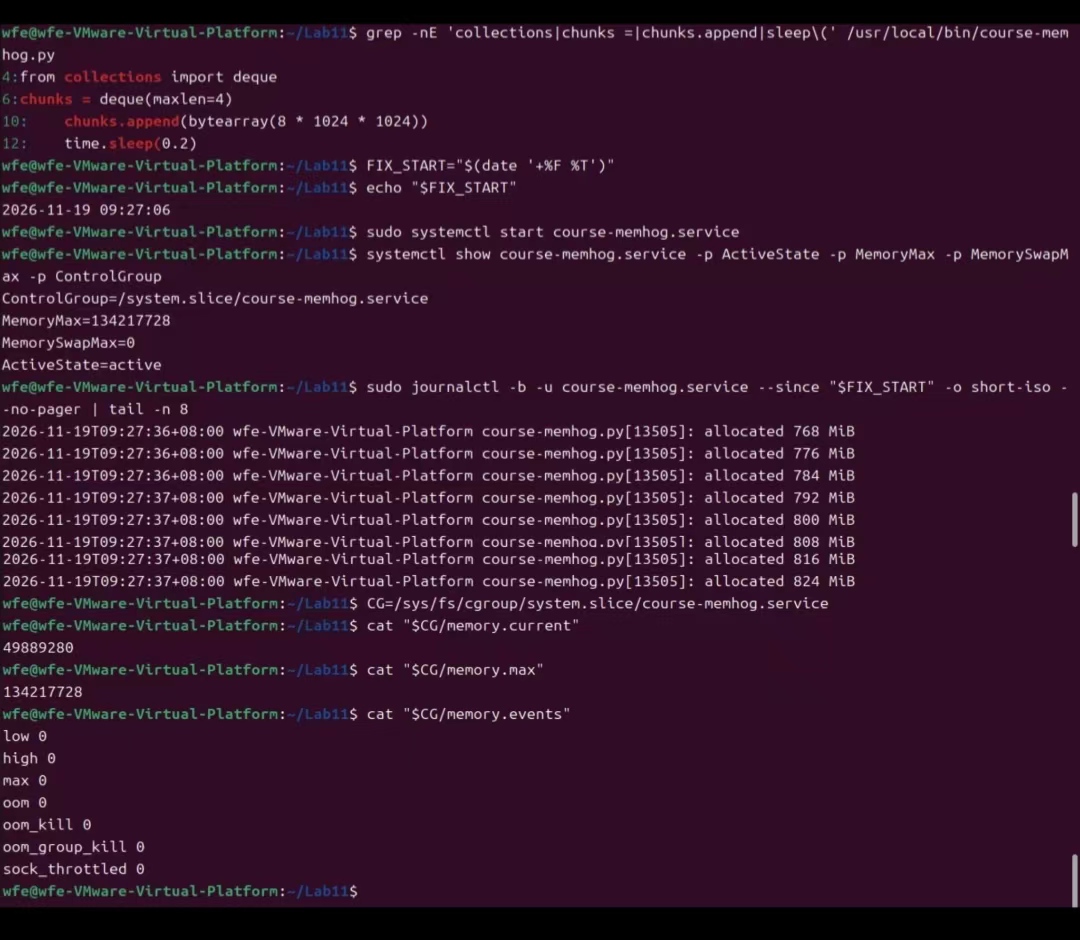 wfe@wfe-VMware-Virtual-Platform:~/Lab11$ grep -nE 'collections|chunks =|chunks.append|sleep\(' /usr/local/bin/course-mem
hog.py
4:from collections import deque
6:chunks = deque(maxlen=4)
10:    chunks.append(bytearray(8 * 1024 * 1024))
12:    time.sleep(0.2)
wfe@wfe-VMware-Virtual-Platform:~/Lab11$ FIX_START="$(date '+%F %T')"
wfe@wfe-VMware-Virtual-Platform:~/Lab11$ echo "$FIX_START"
2026-11-19 09:27:06
wfe@wfe-VMware-Virtual-Platform:~/Lab11$ sudo systemctl start course-memhog.service
wfe@wfe-VMware-Virtual-Platform:~/Lab11$ systemctl show course-memhog.service -p ActiveState -p MemoryMax -p MemorySwapM
ax -p ControlGroup
ControlGroup=/system.slice/course-memhog.service
MemoryMax=134217728
MemorySwapMax=0
ActiveState=active
wfe@wfe-VMware-Virtual-Platform:~/Lab11$ sudo journalctl -b -u course-memhog.service --since "$FIX_START" -o short-iso -
-no-pager | tail -n 8
2026-11-19T09:27:36+08:00 wfe-VMware-Virtual-Platform course-memhog.py[13505]: allocated 768 MiB
2026-11-19T09:27:36+08:00 wfe-VMware-Virtual-Platform course-memhog.py[13505]: allocated 776 MiB
2026-11-19T09:27:36+08:00 wfe-VMware-Virtual-Platform course-memhog.py[13505]: allocated 784 MiB
2026-11-19T09:27:37+08:00 wfe-VMware-Virtual-Platform course-memhog.py[13505]: allocated 792 MiB
2026-11-19T09:27:37+08:00 wfe-VMware-Virtual-Platform course-memhog.py[13505]: allocated 800 MiB
2026-11-19T09:27:37+08:00 wfe-VMware-Virtual-Platform course-memhog.py[13505]: allocated 808 MiB
2026-11-19T09:27:37+08:00 wfe-VMware-Virtual-Platform course-memhog.py[13505]: allocated 816 MiB
2026-11-19T09:27:37+08:00 wfe-VMware-Virtual-Platform course-memhog.py[13505]: allocated 824 MiB
wfe@wfe-VMware-Virtual-Platform:~/Lab11$ CG=/sys/fs/cgroup/system.slice/course-memhog.service
wfe@wfe-VMware-Virtual-Platform:~/Lab11$ cat "$CG/memory.current"
49889280
wfe@wfe-VMware-Virtual-Platform:~/Lab11$ cat "$CG/memory.max"
134217728
wfe@wfe-VMware-Virtual-Platform:~/Lab11$ cat "$CG/memory.events"
low 0
high 0
max 0
oom 0
oom_kill 0
oom_group_kill 0
sock_throttled 0
wfe@wfe-VMware-Virtual-Platform:~/Lab11$